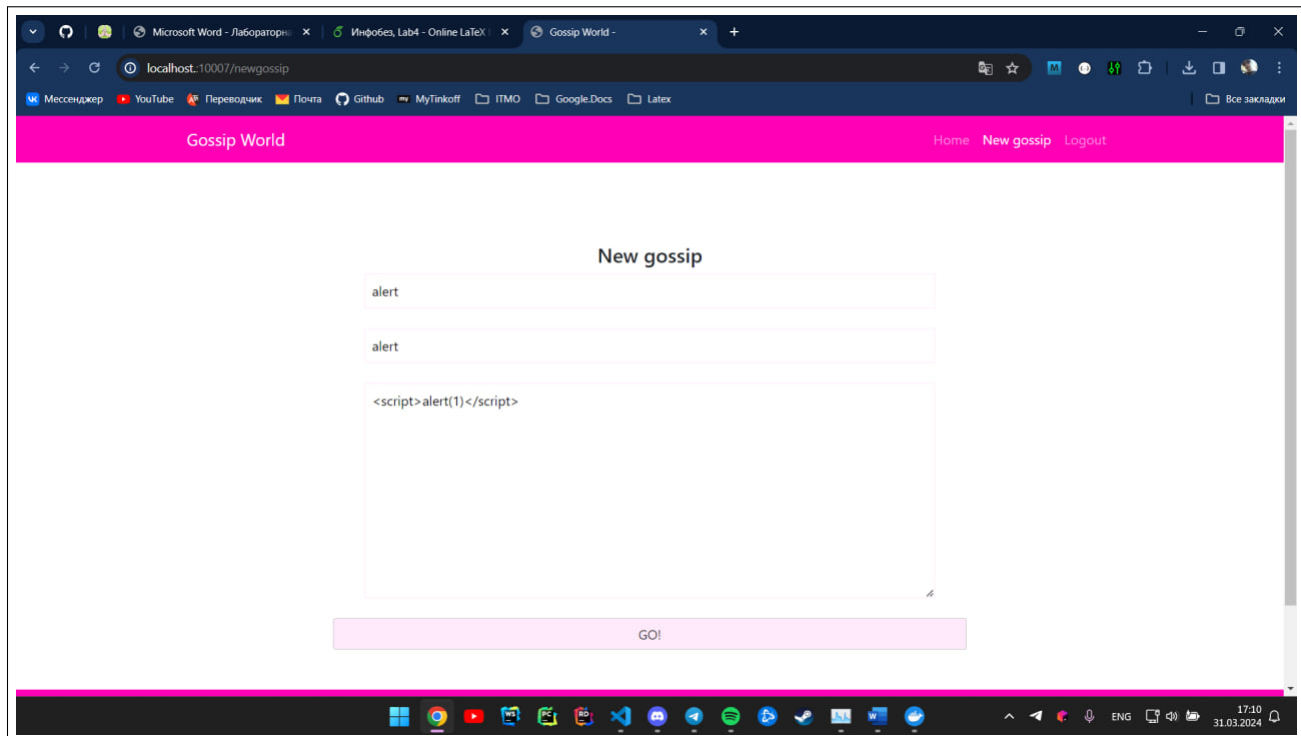 Microsoft Word - Лабораторн
Инфобез, Lab4 - Online LaTeX
Gossip World -
localhost.:10007/newgossip
Мессенджер YouTube Переводчик Почта Github MyTinkoff ITMO Google.Docs Latex Все закладки
Gossip World Home New gossip Logout
New gossip
alert
alert
<script>alert(1)</script>
GO!
ENG 17:10
31.03.2024